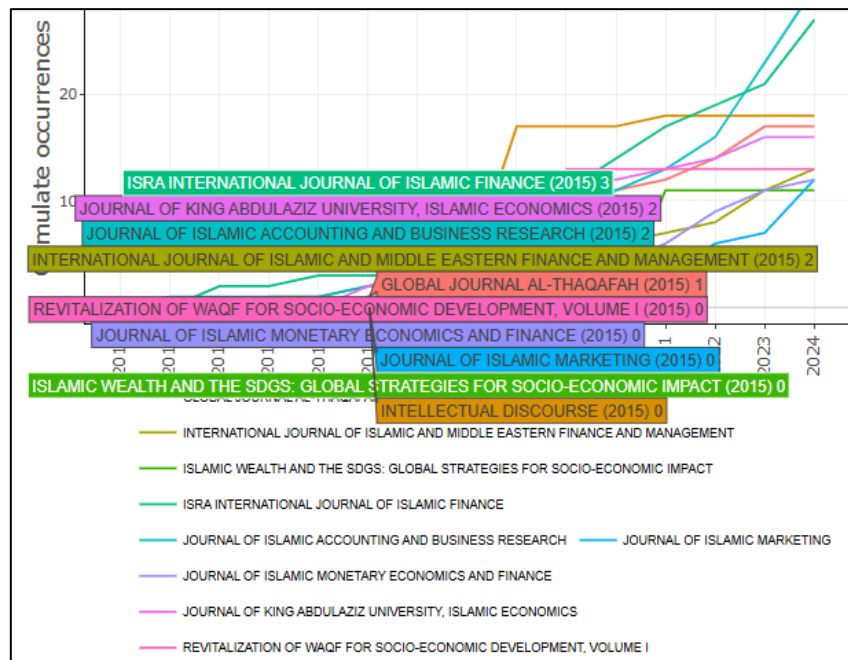 20
ISRA INTERNATIONAL JOURNAL OF ISLAMIC FINANCE (2015) 3
JOURNAL OF KING ABDULAZIZ UNIVERSITY, ISLAMIC ECONOMICS (2015) 2
JOURNAL OF ISLAMIC ACCOUNTING AND BUSINESS RESEARCH (2015) 2
INTERNATIONAL JOURNAL OF ISLAMIC AND MIDDLE EASTERN FINANCE AND MANAGEMENT (2015) 2
GLOBAL JOURNAL AL-THAQAFAH (2015) 1
REVITALIZATION OF WAQF FOR SOCIO-ECONOMIC DEVELOPMENT, VOLUME I (2015) 0
JOURNAL OF ISLAMIC MONETARY ECONOMICS AND FINANCE (2015) 0
JOURNAL OF ISLAMIC MARKETING (2015) 0
ISLAMIC WEALTH AND THE SDGS: GLOBAL STRATEGIES FOR SOCIO-ECONOMIC IMPACT (2015) 0
INTELLECTUAL DISCOURSE (2015) 0
occurrences
2023
2024
INTERNATIONAL JOURNAL OF ISLAMIC AND MIDDLE EASTERN FINANCE AND MANAGEMENT
ISLAMIC WEALTH AND THE SDGS: GLOBAL STRATEGIES FOR SOCIO-ECONOMIC IMPACT
ISRA INTERNATIONAL JOURNAL OF ISLAMIC FINANCE
JOURNAL OF ISLAMIC ACCOUNTING AND BUSINESS RESEARCH
JOURNAL OF ISLAMIC MARKETING
JOURNAL OF ISLAMIC MONETARY ECONOMICS AND FINANCE
JOURNAL OF KING ABDULAZIZ UNIVERSITY, ISLAMIC ECONOMICS
REVITALIZATION OF WAQF FOR SOCIO-ECONOMIC DEVELOPMENT, VOLUME I